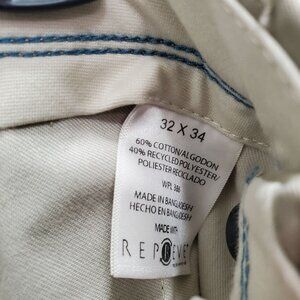 32 X 34
60% COTTON/ALGODON
40% RECYCLED POLYESTER/
POLIESTER RECICLADO
WPL 386
MADE IN BANGLADESH
HECHO EN BANGLADESH
MADE WITH
REPREVE